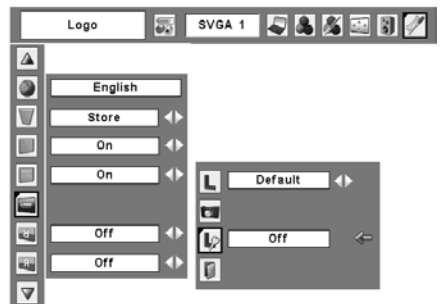 Logo
SVGA 1
English
Store
On
On
Default
Off
Off
Off